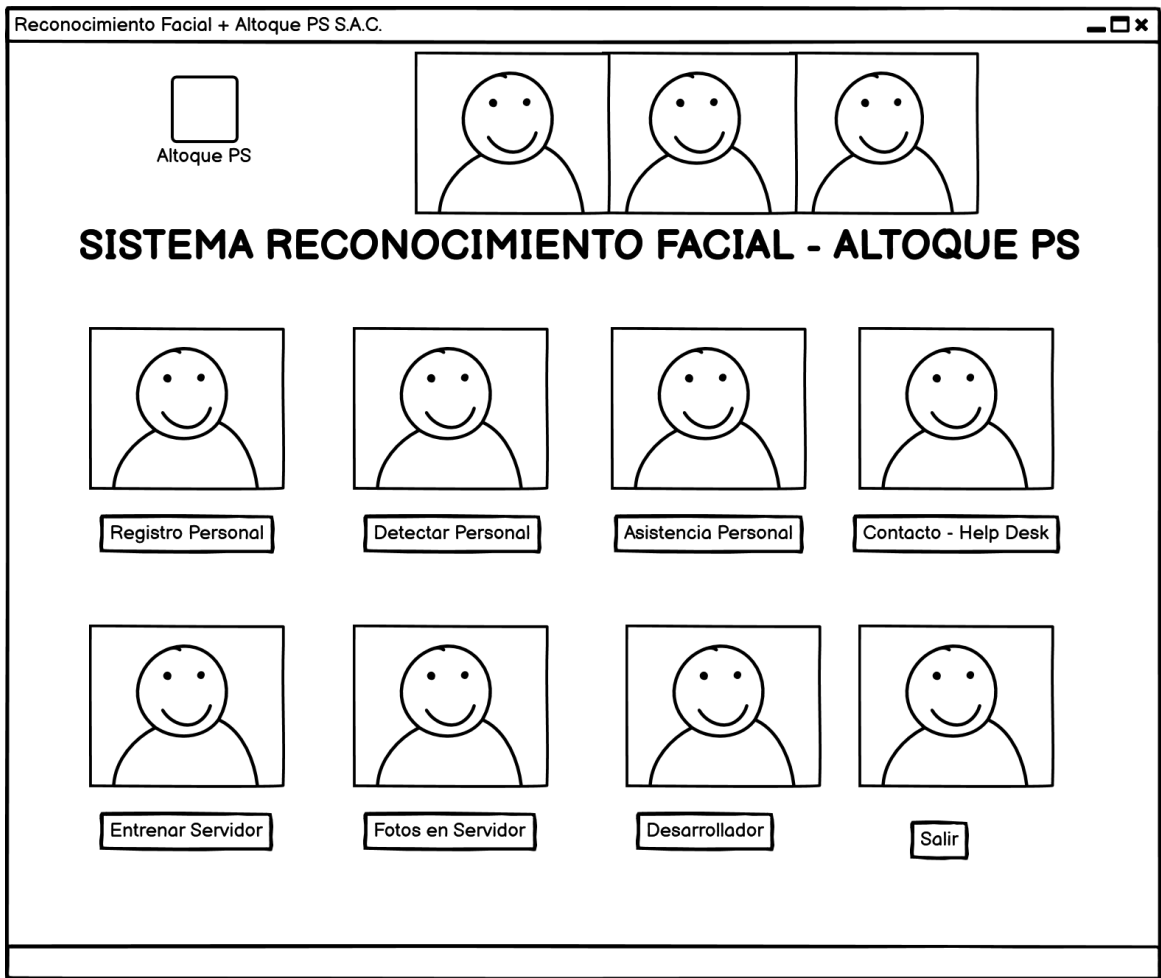 Reconocimiento Facial + Altoque PS S.A.C.
Altoque PS
SISTEMA RECONOCIMIENTO FACIAL - ALTOQUE PS
Registro Personal
Detectar Personal
Asistencia Personal
Contacto - Help Desk
Entrenar Servidor
Fotos en Servidor
Desarrollador
Salir